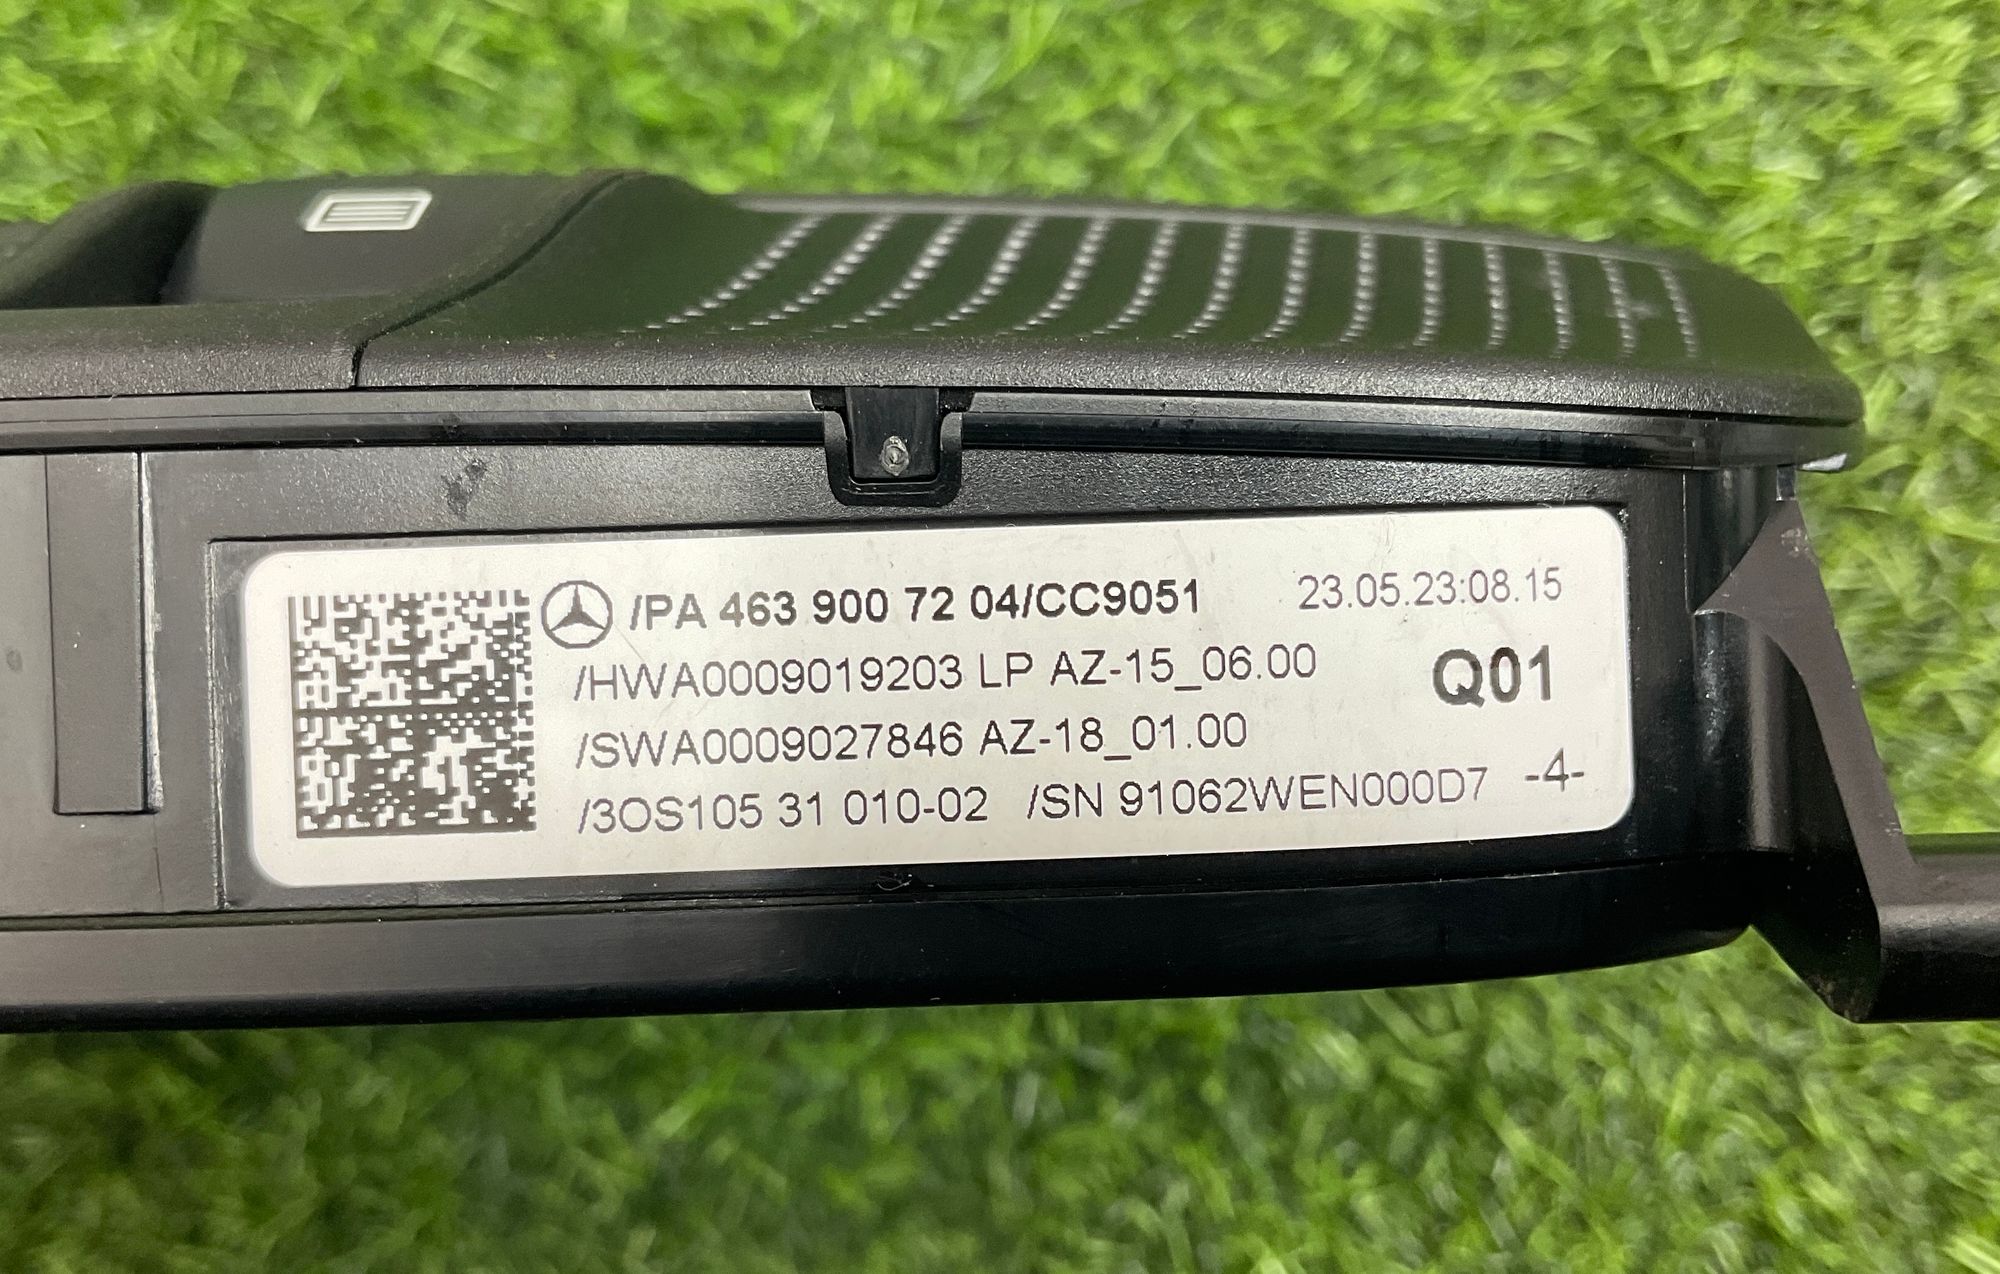 /PA 463 900 72 04/CC9051 23.05.23:08.15
/HWA0009019203 LP AZ-15_06.00 Q01
/SWA0009027846 AZ-18_01.00
/3OS105 31 010-02 /SN 91062WEN000D7 -4-